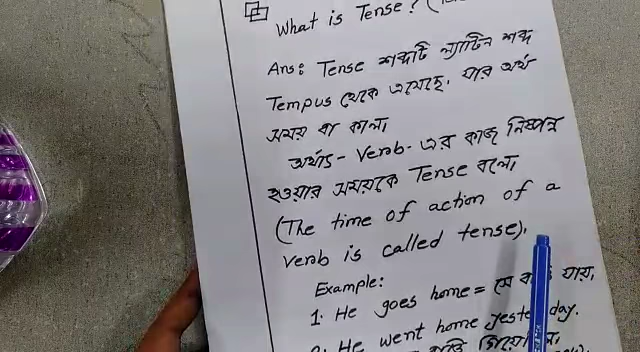 What is Tense?
Ans: Tense শব্দটি ল্যাটিন শব্দ
Tempus থেকে এসেছে, যার অর্থ
সময় বা কাল।
অর্থাৎ- Verb- এর কাজ নিষ্পন্ন
হওয়ার সময়কে Tense বলে।
(The time of action of a
verb is called tense).
Example:
1. He goes home = সে যায়,
He went home yesterday.